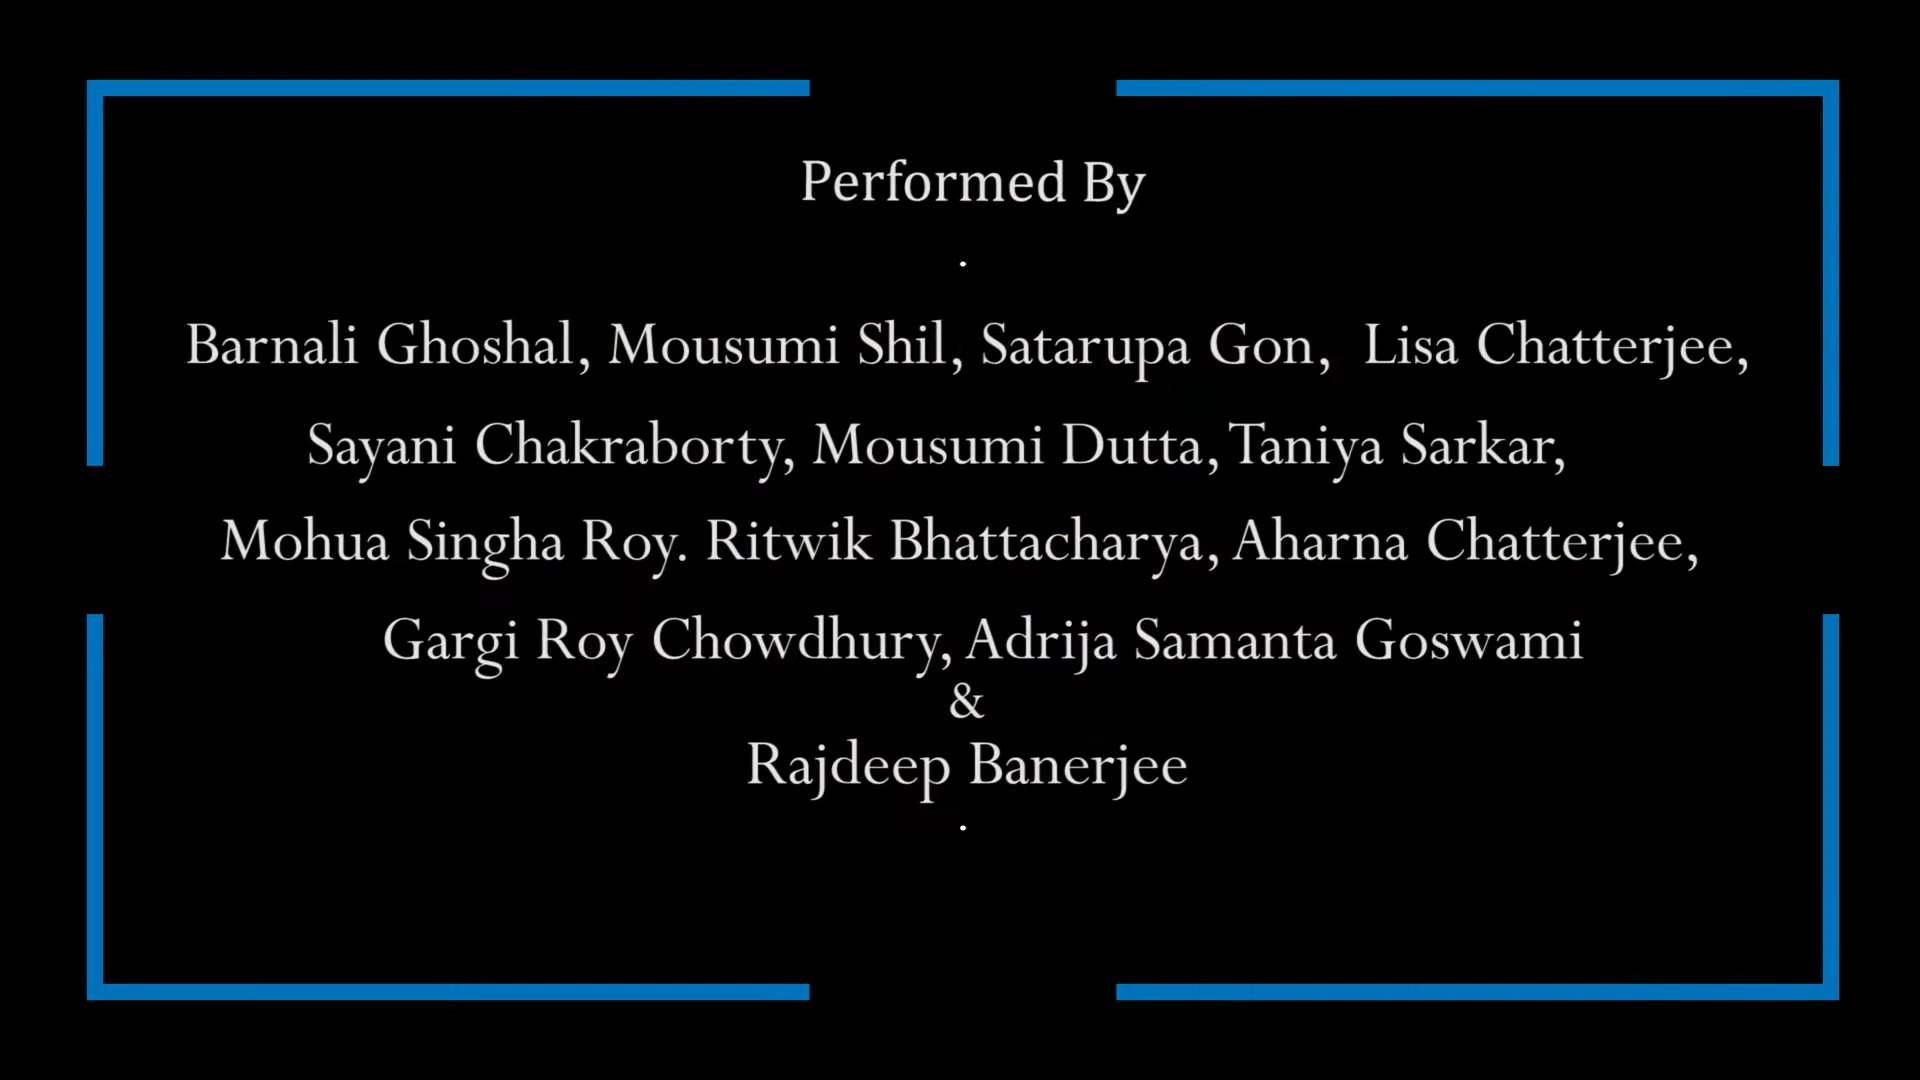 Performed By
.
Barnali Ghoshal, Mousumi Shil, Satarupa Gon,  Lisa Chatterjee,
Sayani Chakraborty, Mousumi Dutta, Taniya Sarkar,
Mohua Singha Roy. Ritwik Bhattacharya, Aharna Chatterjee,
Gargi Roy Chowdhury, Adrija Samanta Goswami
&
Rajdeep Banerjee
.